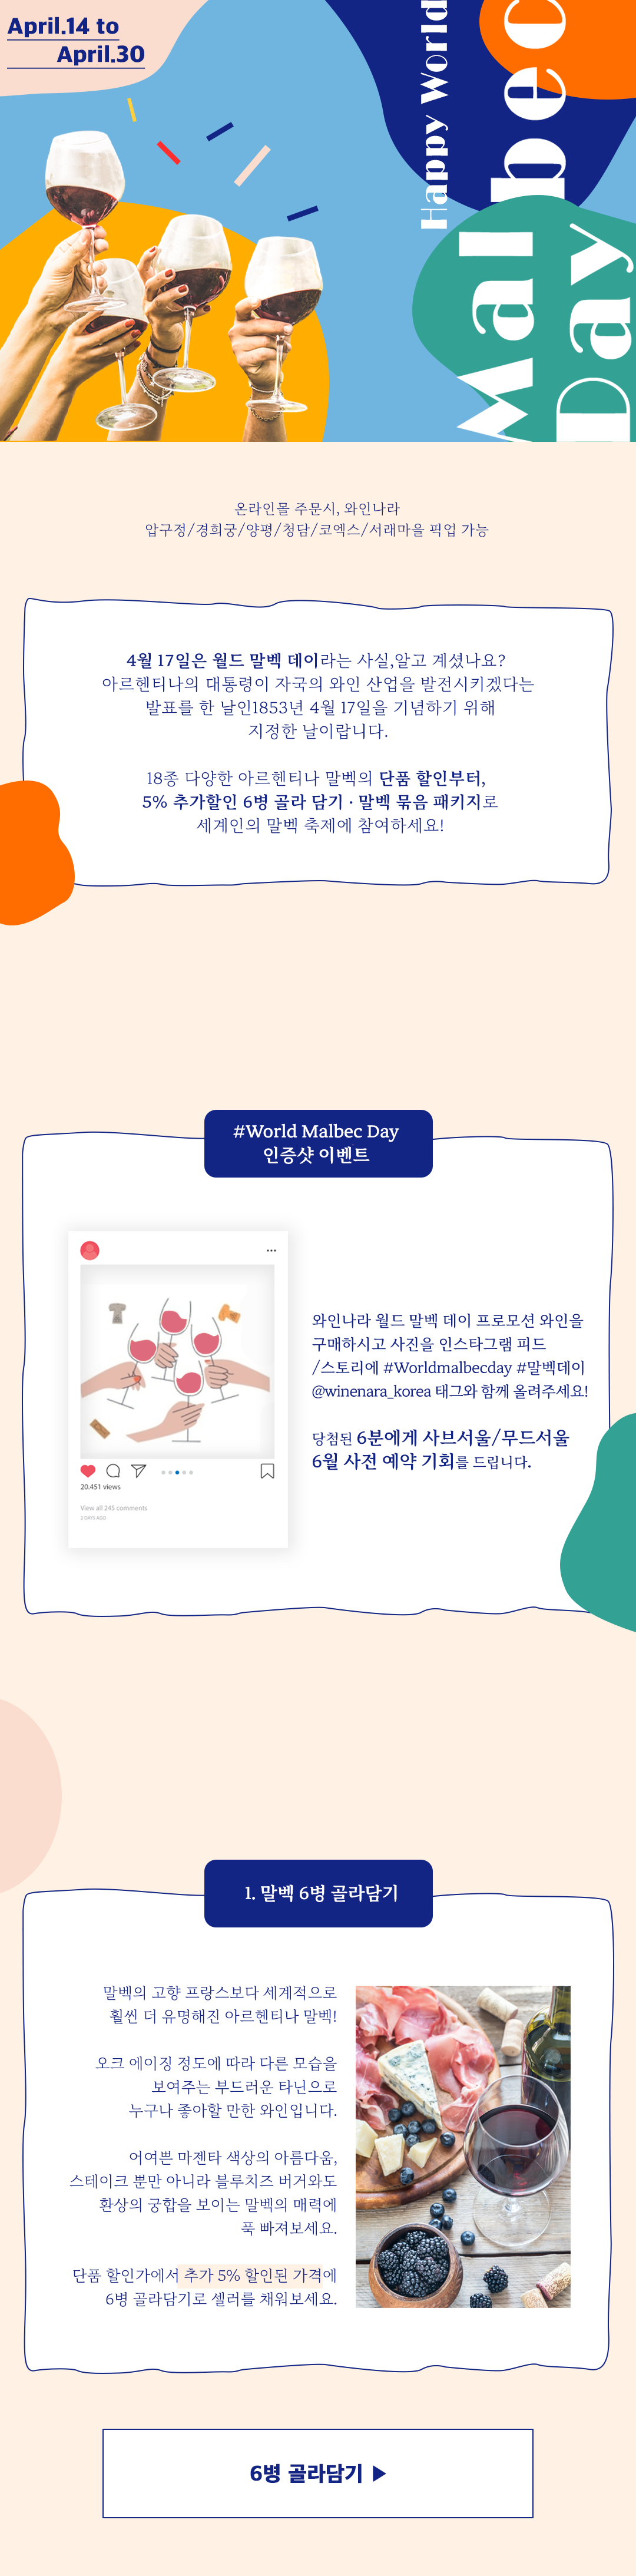 April.14 to
April.30
Happy World
Malbec
Day
온라인몰 주문시, 와인나라
압구정/경희궁/양평/청담/코엑스/서래마을 픽업 가능
4월 17일은 월드 말벡 데이라는 사실,알고 계셨나요?
아르헨티나의 대통령이 자국의 와인 산업을 발전시키겠다는
발표를 한 날인1853년 4월 17일을 기념하기 위해
지정한 날이랍니다.
18종 다양한 아르헨티나 말벡의 단품 할인부터,
5% 추가할인 6병 골라 담기 · 말벡 묶음 패키지로
세계인의 말벡 축제에 참여하세요!
#World Malbec Day
인증샷 이벤트
20.451 views
View all 245 comments
2 DAYS AGO
와인나라 월드 말벡 데이 프로모션 와인을
구매하시고 사진을 인스타그램 피드
/스토리에 #Worldmalbecday #말벡데이
@winenara_korea 태그와 함께 올려주세요!
당첨된 6분에게 사브서울/무드서울
6월 사전 예약 기회를 드립니다.
1. 말벡 6병 골라담기
말벡의 고향 프랑스보다 세계적으로
훨씬 더 유명해진 아르헨티나 말벡!
오크 에이징 정도에 따라 다른 모습을
보여주는 부드러운 타닌으로
누구나 좋아할 만한 와인입니다.
어여쁜 마젠타 색상의 아름다움,
스테이크 뿐만 아니라 블루치즈 버거와도
환상의 궁합을 보이는 말벡의 매력에
푹 빠져보세요.
단품 할인가에서 추가 5% 할인된 가격에
6병 골라담기로 셀러를 채워보세요.
6병 골라담기 ▶